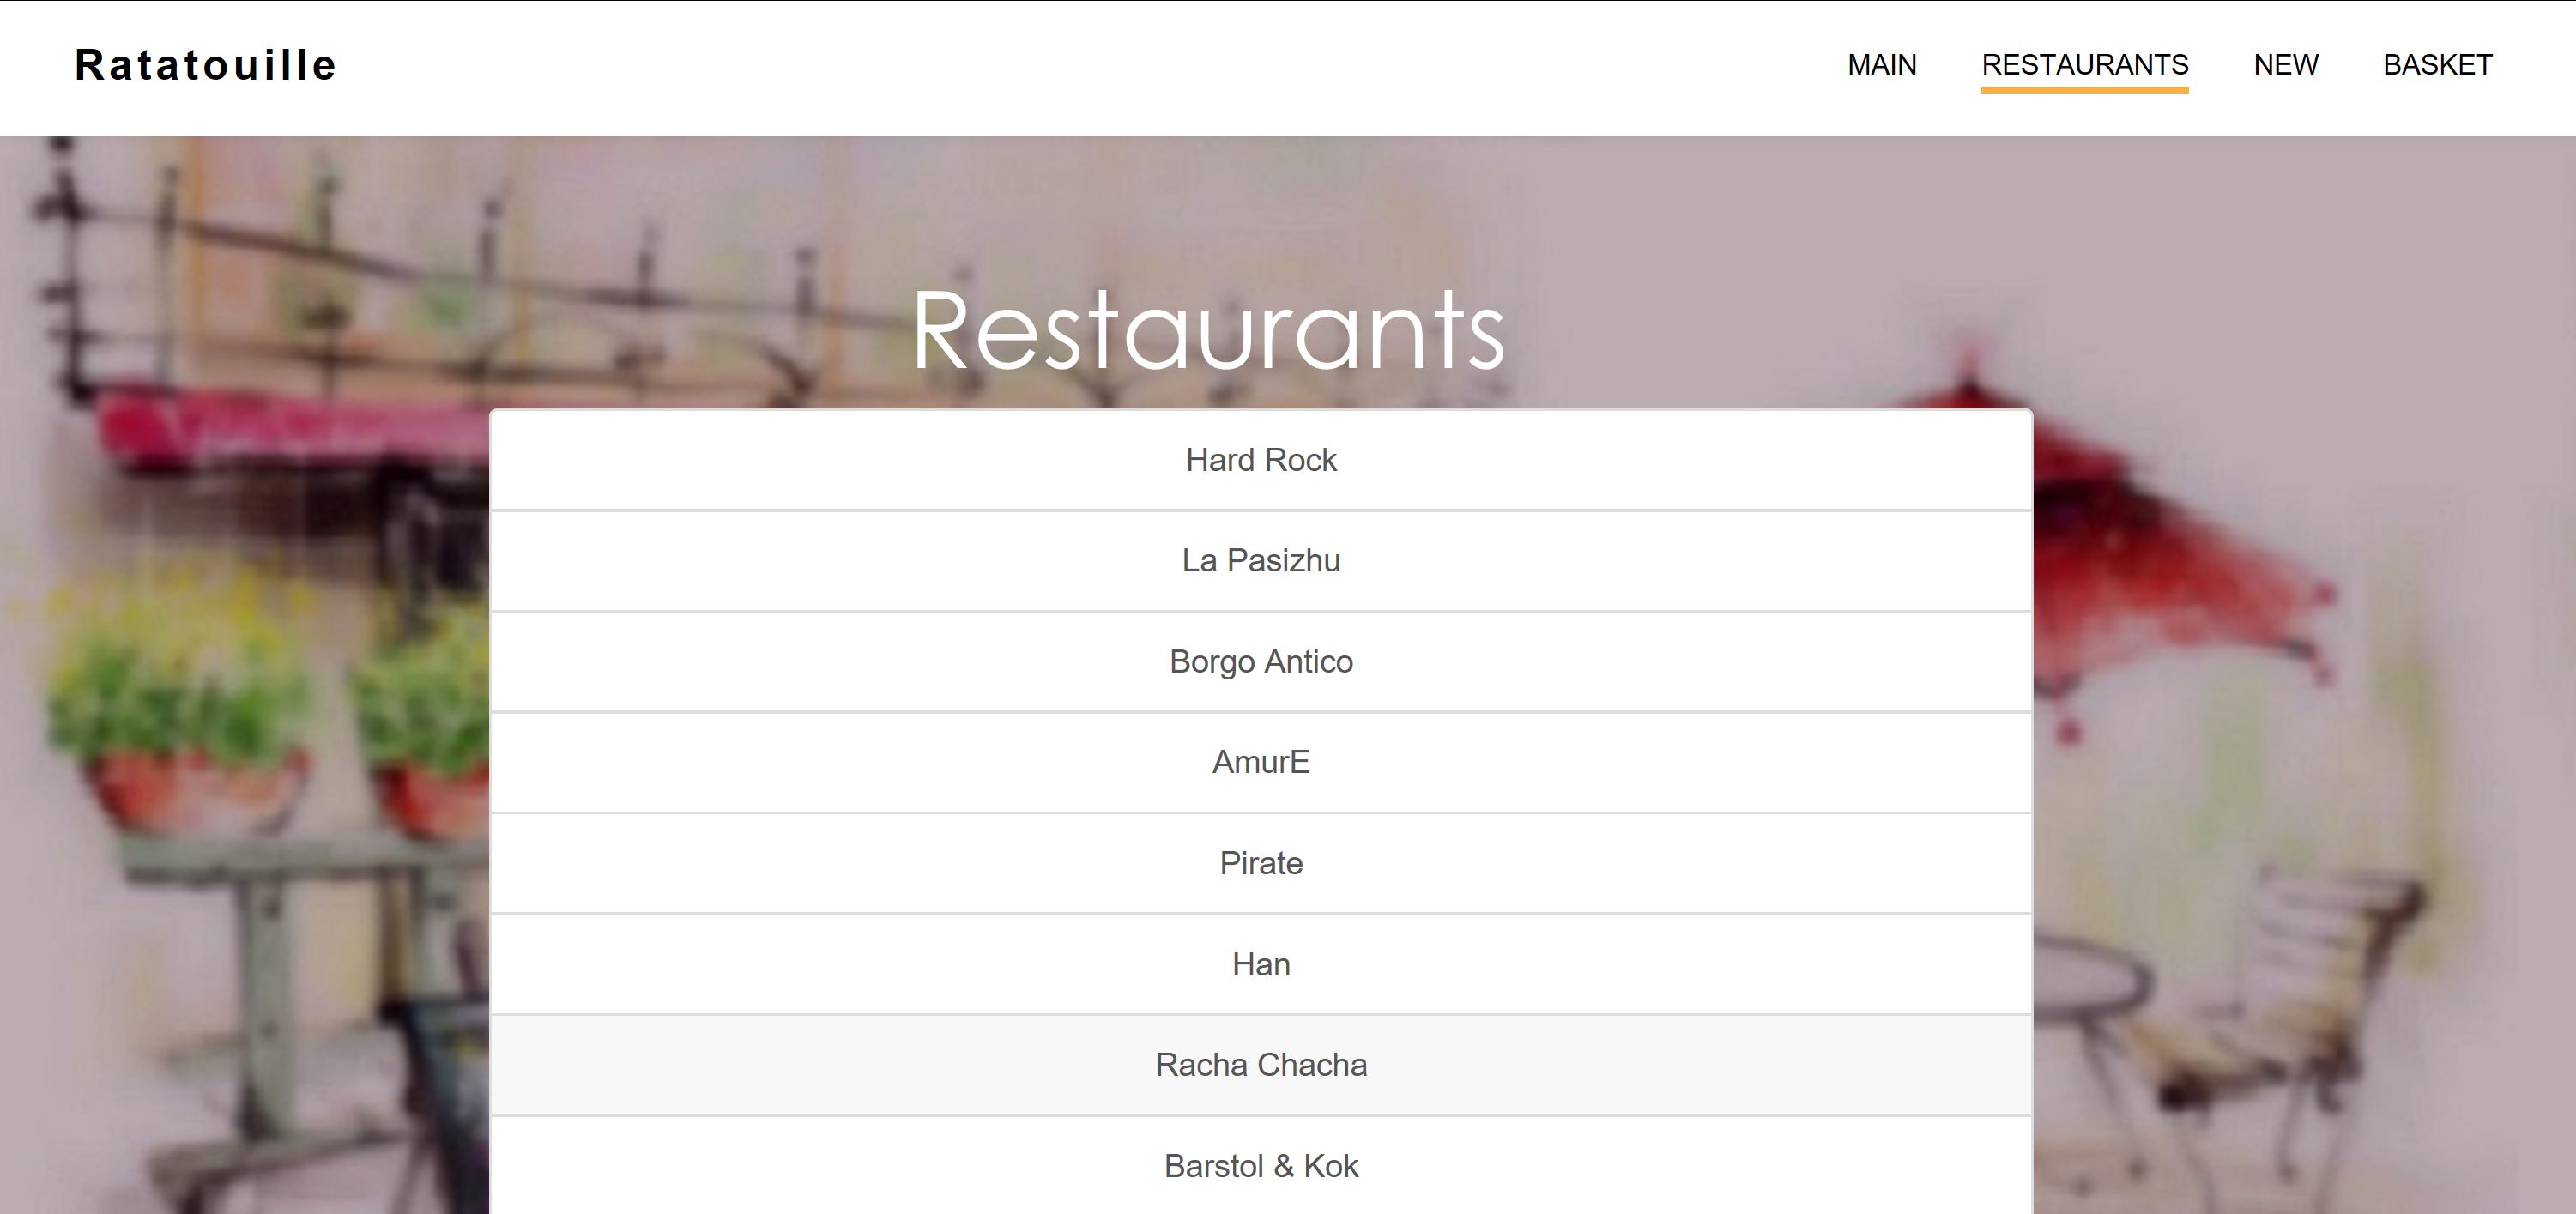 Ratatouille
MAIN RESTAURANTS NEW BASKET
Restaurants
Hard Rock
La Pasizhu
Borgo Antico
AmurE
Pirate
Han
Racha Chacha
Barstol & Kok